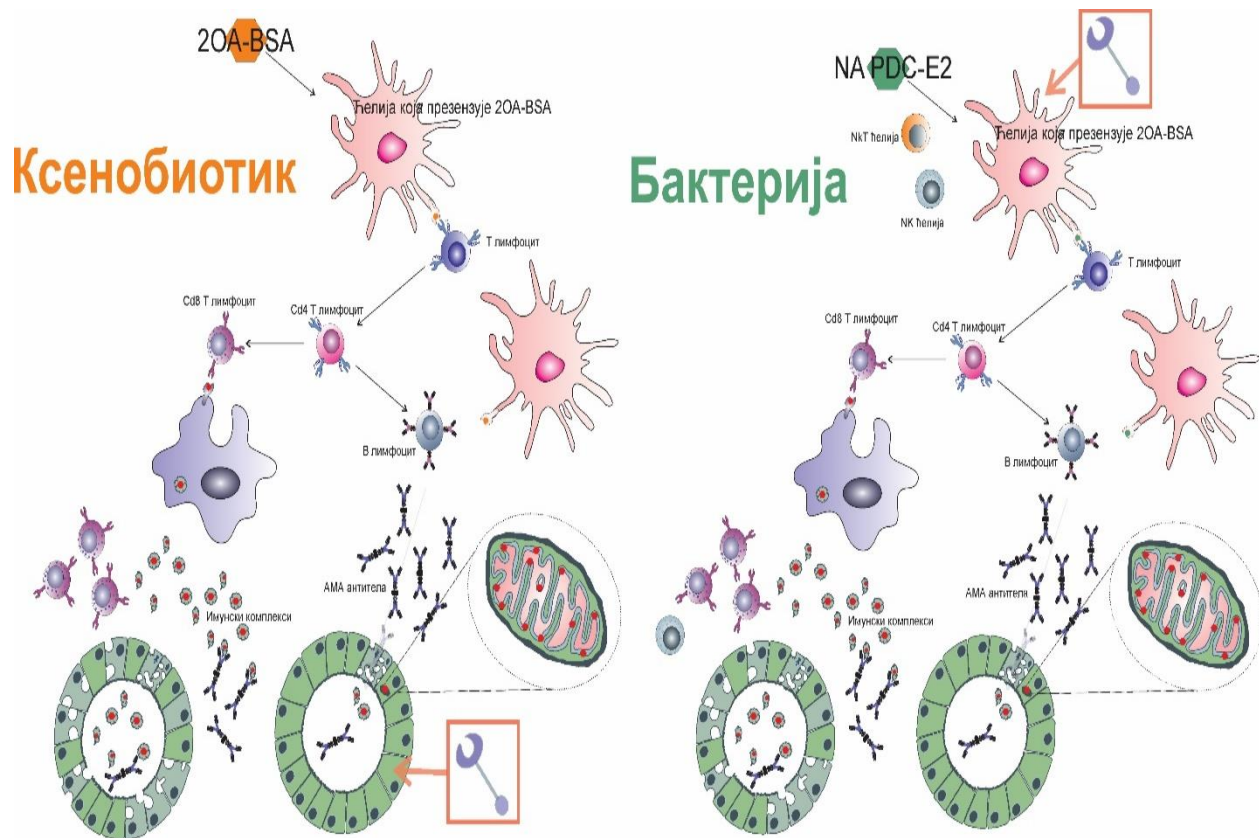 2OA-BSA
Ћелија која презензује 2OA-BSA
Ксенобиотик
Т лимфоцит
Cd8 Т лимфоцит
Cd4 Т лимфоцит
В лимфоцит
АМА антитела
Имунски комплекси
NA PDC-E2
NkT ћелија
Ћелија која презензује 2OA-BSA
Бактерија
NK ћелија
Т лимфоцит
Cd8 Т лимфоцит
Cd4 Т лимфоцит
В лимфоцит
АМА антитела
Имунски комплекси